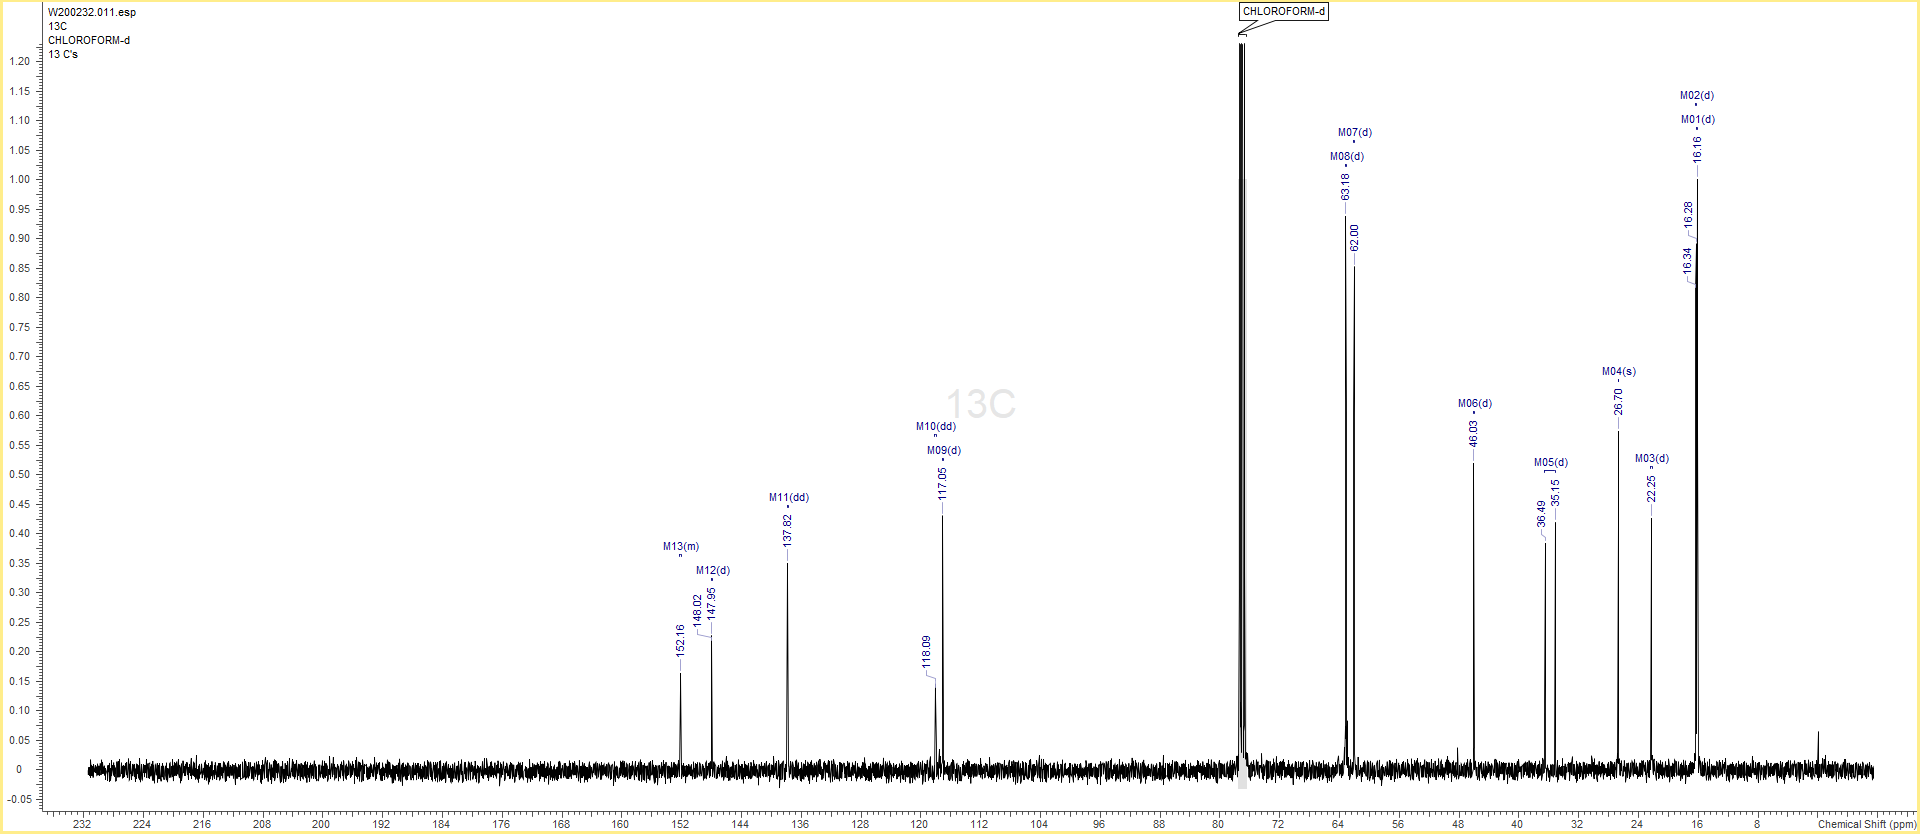 W200232.011.esp
13C
CHLOROFORM-d
13 C's
CHLOROFORM-d
M02(d)
M01(d)
16.16
16.28
16.34
M07(d)
M08(d)
63.18
62.00
M04(s)
26.70
M03(d)
22.25
M06(d)
46.03
M05(d)
36.49
35.15
13C
M10(dd)
M09(d)
117.05
118.09
M11(dd)
137.82
M13(m)
152.16
M12(d)
148.02
147.95
1.20
1.15
1.10
1.05
1.00
0.95
0.90
0.85
0.80
0.75
0.70
0.65
0.60
0.55
0.50
0.45
0.40
0.35
0.30
0.25
0.20
0.15
0.10
0.05
0
-0.05
232 224 216 208 200 192 184 176 168 160 152 144 136 128 120 112 104 96 88 80 72 64 56 48 40 32 24 16 8 Chemical Shift (ppm)